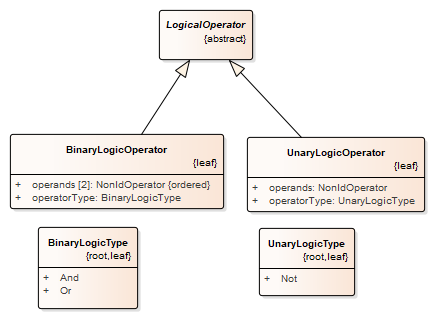 LogicalOperator
{abstract}
BinaryLogicOperator
{leaf}
+ operands [2]: NonIdOperator {ordered}
+ operatorType: BinaryLogicType
UnaryLogicOperator
{leaf}
+ operands: NonIdOperator
+ operatorType: UnaryLogicType
BinaryLogicType
{root,leaf}
+ And
+ Or
UnaryLogicType
{root,leaf}
+ Not